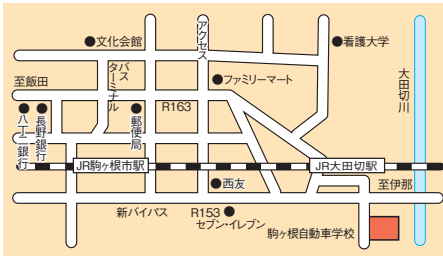 文化会館
アクセス
看護大学
バスターミナル
至飯田
ファミリーマート
大田切川
R163
八十二銀行
長野銀行
郵便局
JR駒ヶ根市駅
JR大田切駅
西友
至伊那
新バイパス
R153
セブン・イレブン
駒ヶ根自動車学校